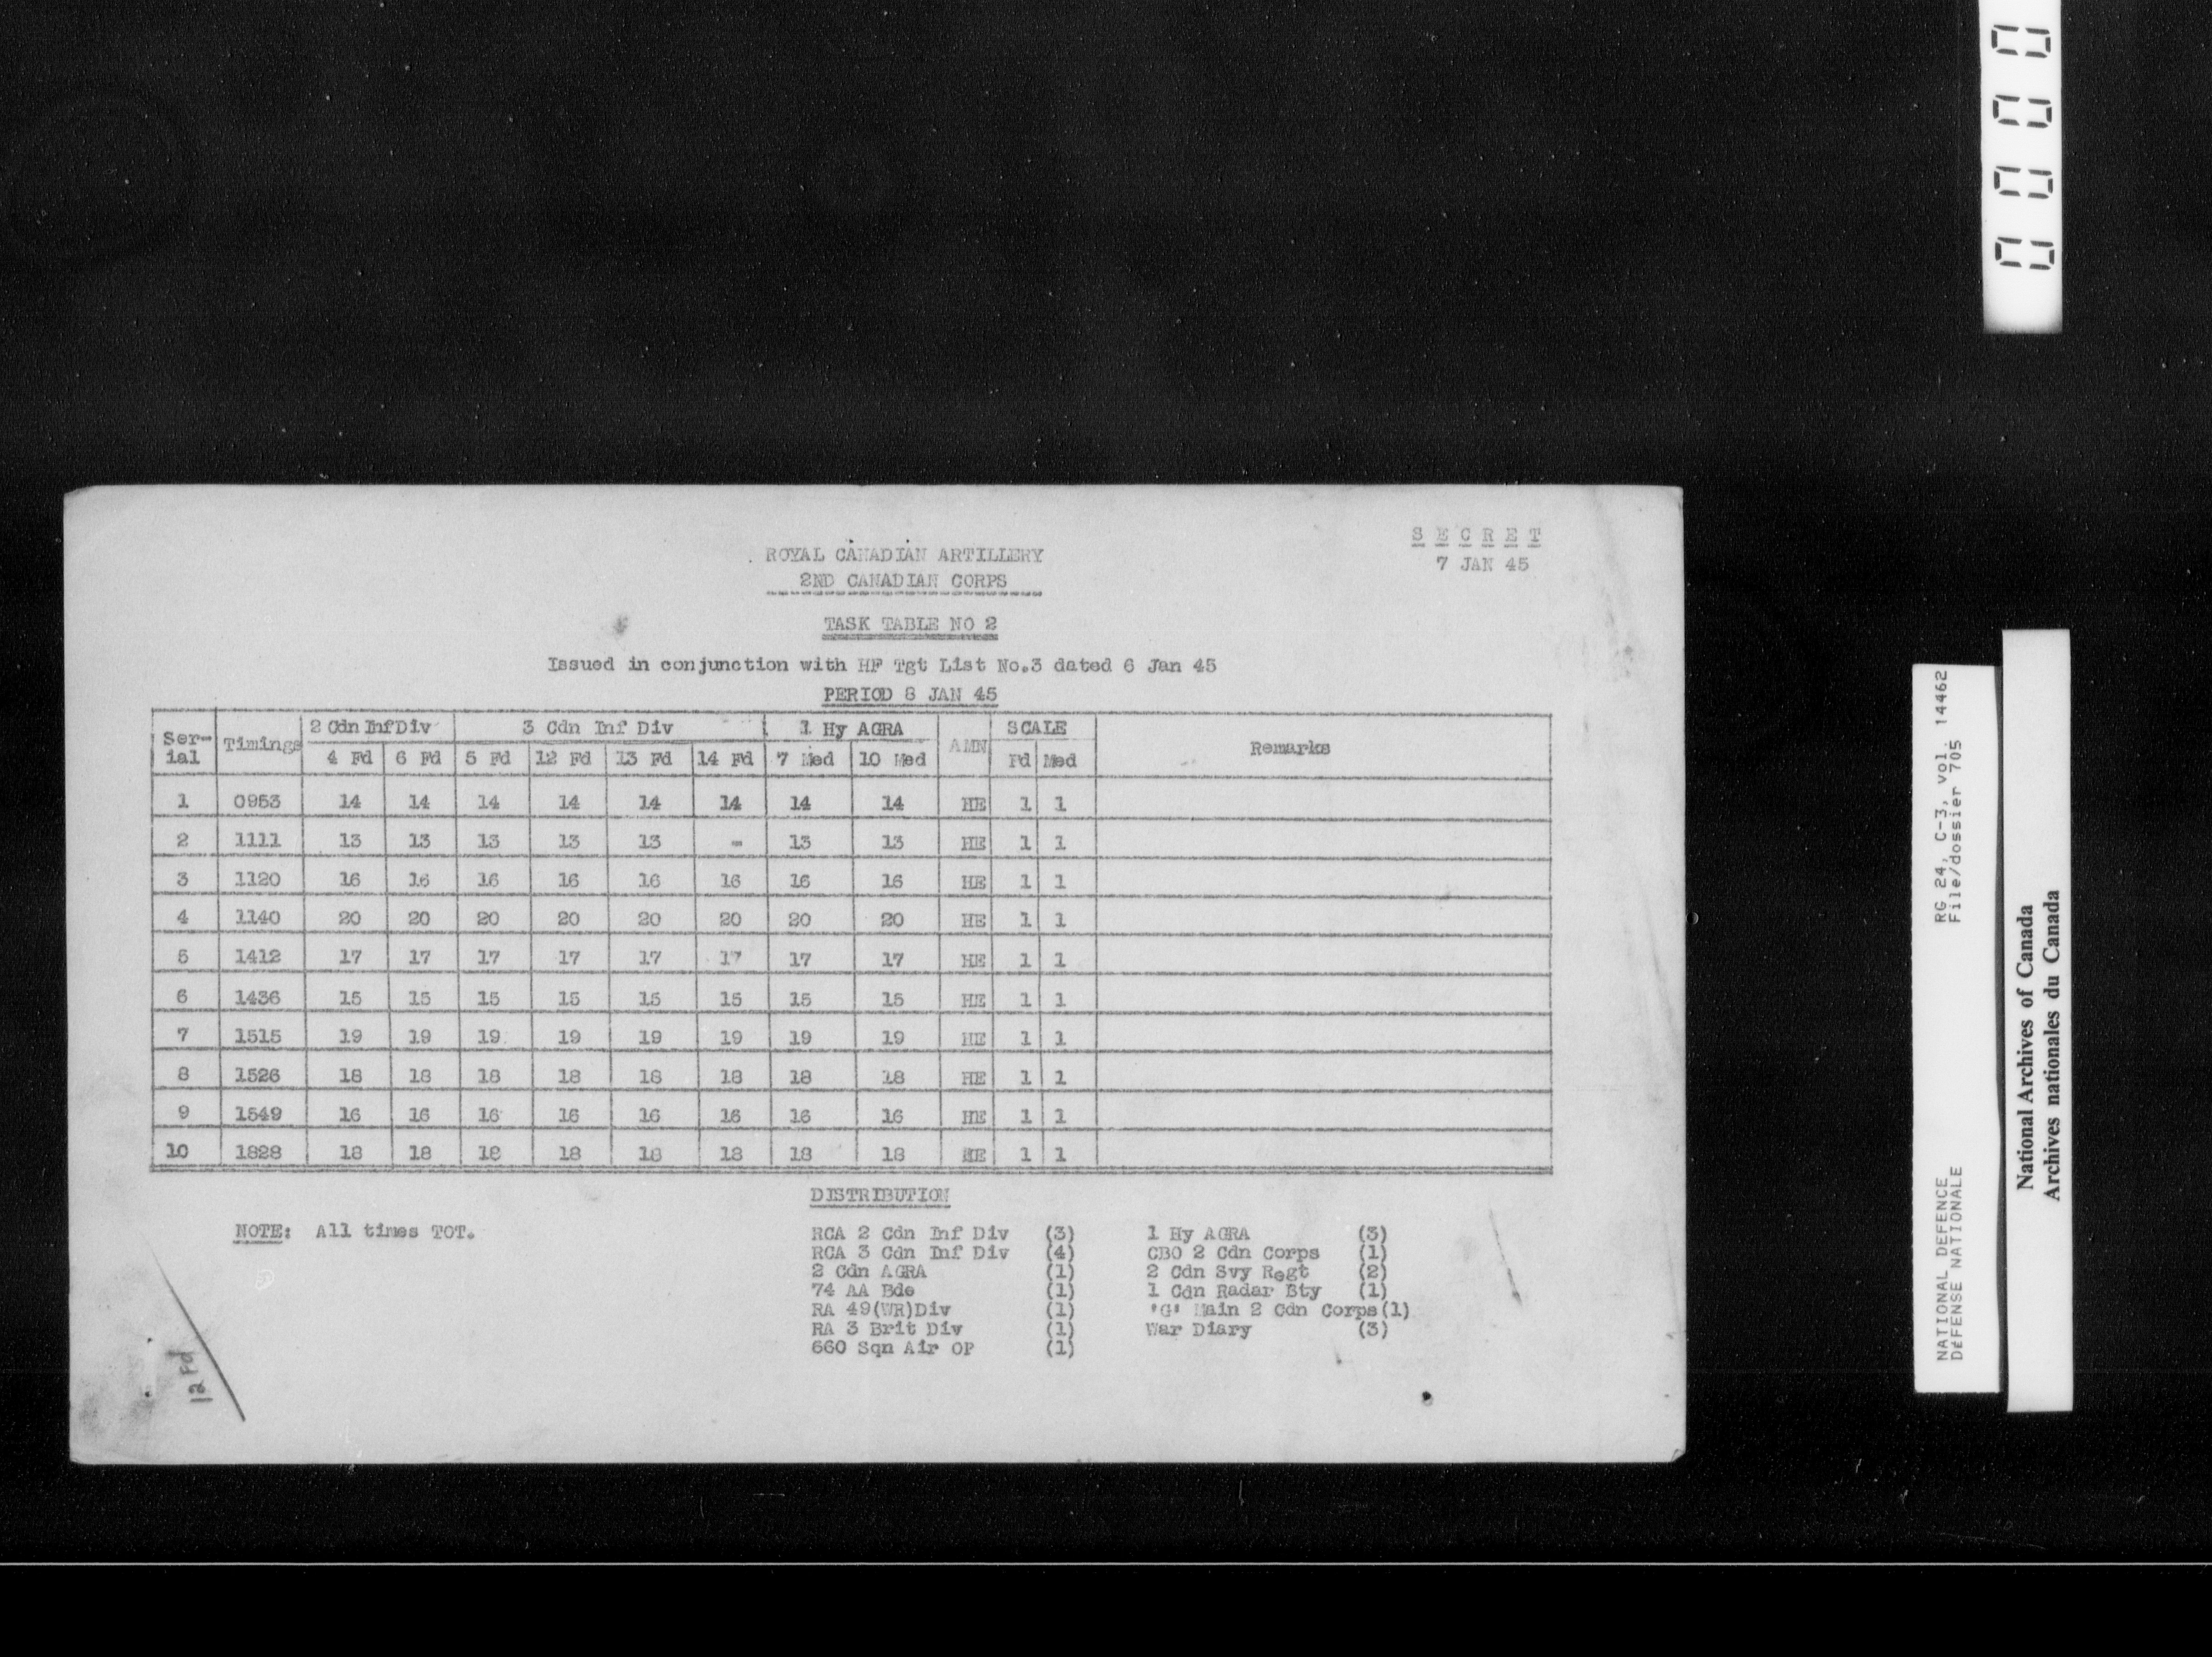 S E C R E T
7 JAN 45
ROYAL CANADIAN ARTILLERY
2ND CANADIAN CORPS
TASK TABLE NO 2
Issued in conjunction with HF Tgt List No.3 dated 6 Jan 45
PERIOD 8 JAN 45
Ser-ial Timings 2 Cdn InfDiv 3 Cdn Inf Div 1 Hy AGRA AMN SCALE Remarks
4 Fd 6 Fd 5 Fd 12 Fd 13 Fd 14 Fd 7 Med 10 Med Fd Med
1 0953 14 14 14 14 14 14 14 14 HE 1 1
2 1111 13 13 13 13 13 - 13 13 HE 1 1
3 1120 16 16 16 16 16 16 16 16 HE 1 1
4 1140 20 20 20 20 20 20 20 20 HE 1 1
5 1412 17 17 17 17 17 17 17 17 HE 1 1
6 1436 15 15 15 15 15 15 15 15 HE 1 1
7 1515 19 19 19 19 19 19 19 19 HE 1 1
8 1526 18 18 18 18 18 18 18 18 HE 1 1
9 1549 16 16 16 16 16 16 16 16 HE 1 1
10 1828 18 18 18 18 18 18 18 18 HE 1 1
NOTE: All times TOT.
DISTRIBUTION
RCA 2 Cdn Inf Div (3) 1 Hy AGRA (3)
RCA 3 Cdn Inf Div (4) CBO 2 Cdn Corps (1)
2 Cdn AGRA (1) 2 Cdn Svy Regt (2)
74 AA Bde (1) 1 Cdn Radar Bty (1)
RA 49(WR)Div (1) 'G' Main 2 Cdn Corps(1)
RA 3 Brit Div (1) War Diary (3)
660 Sqn Air OP (1)
12 Fd
NATIONAL DEFENCE RG 24, C-3, vol. 14462
DÉFENSE NATIONALE File/dossier 705
National Archives of Canada
Archives nationales du Canada